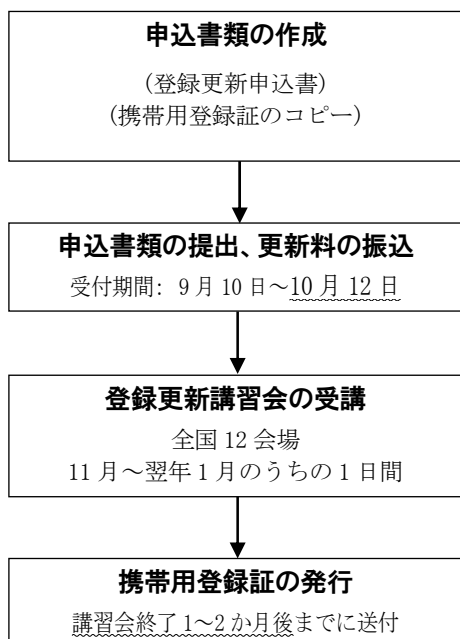 申込書類の作成
(登録更新申込書)
(携帯用登録証のコピー)
申込書類の提出、更新料の振込
受付期間: 9月10日～10月12日
登録更新講習会の受講
全国12会場
11月～翌年1月のうちの1日間
携帯用登録証の発行
講習会終了1～2か月後までに送付